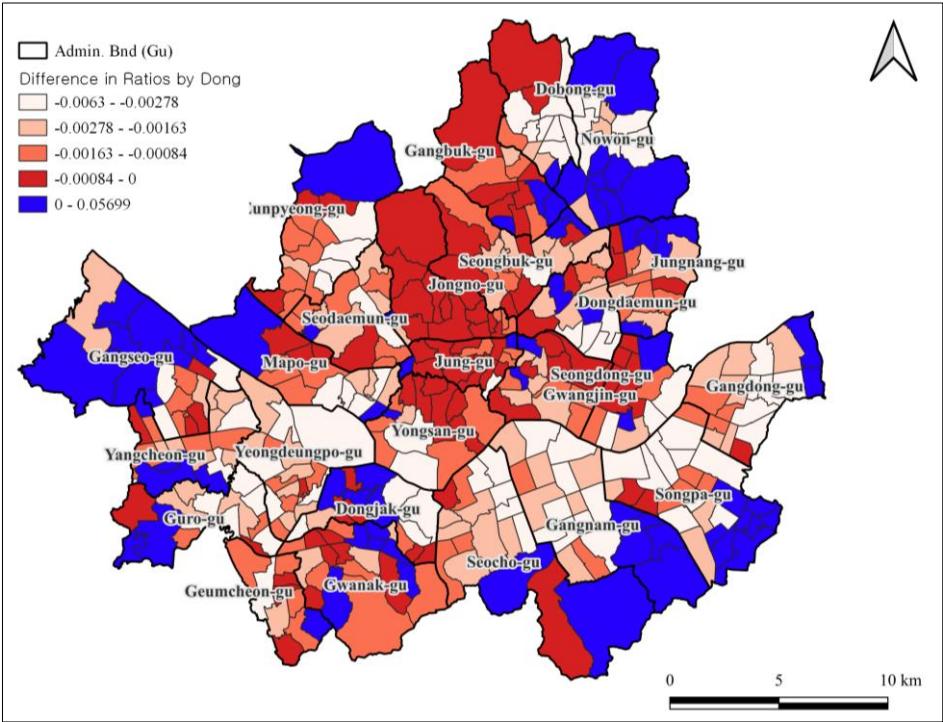 Admin. Bnd (Gu)
Difference in Ratios by Dong
-0.0063 - -0.00278
-0.00278 - -0.00163
-0.00163 - -0.00084
-0.00084 - 0
0 - 0.05699
Dobong-gu
Nowon-gu
Gangbuk-gu
unpyeong-gu
Seongbuk-gu
Jungnang-gu
Jongno-gu
Dongdaemun-gu
Seodaemun-gu
Gangseo-gu
Mapo-gu
Jung-gu
Seongdong-gu
Gwangjin-gu
Gangdong-gu
Yongsan-gu
Yangcheon-gu
Yeongdeungpo-gu
Songpa-gu
Dongjak-gu
Guro-gu
Gangnam-gu
Seocho-gu
Geumcheon-gu
Gwanak-gu
0 5 10 km